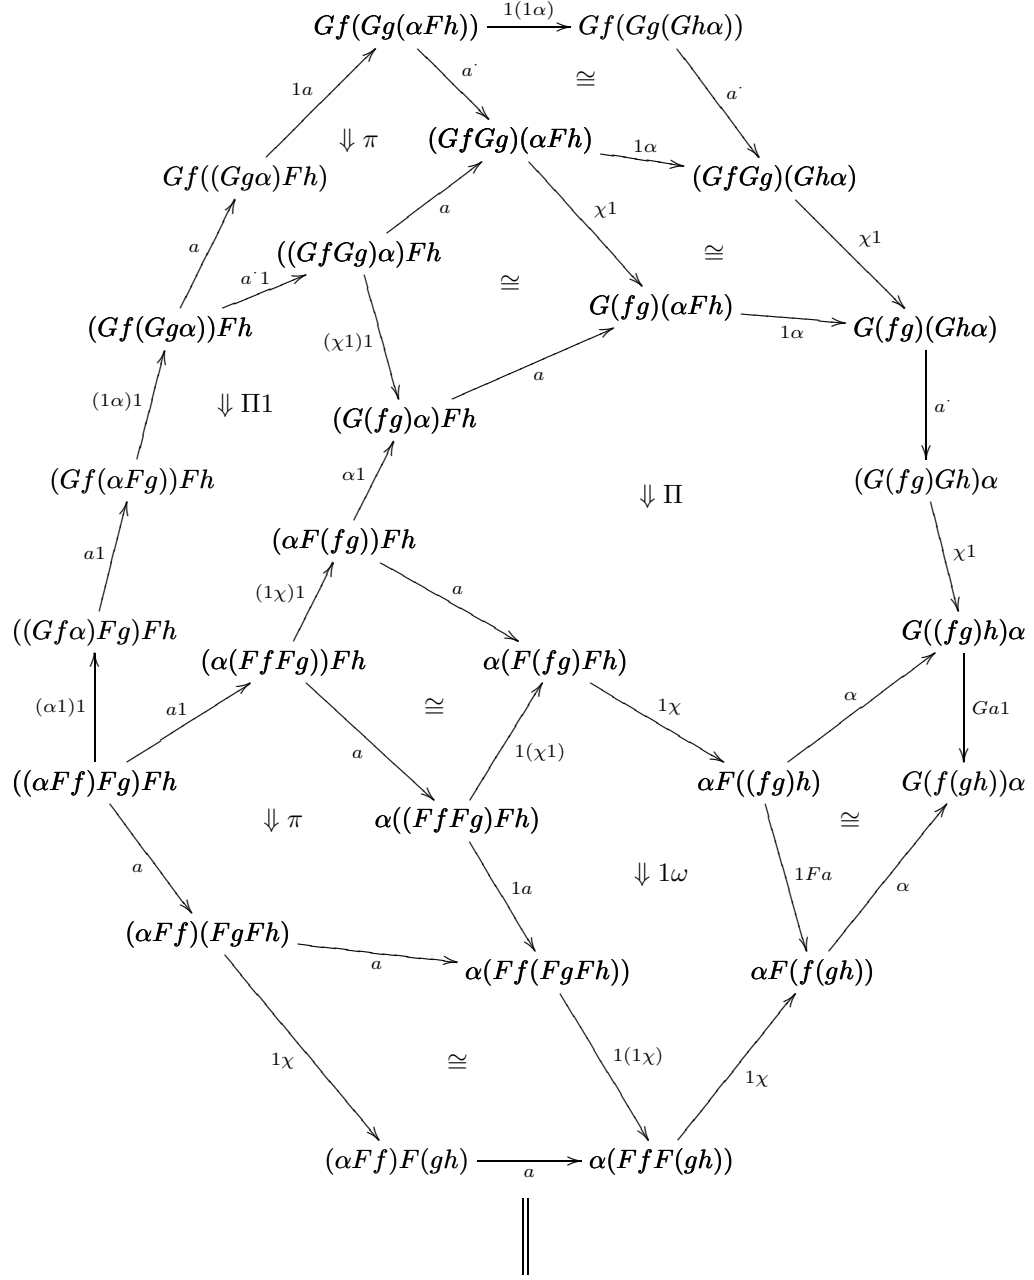 1(1α)
Gf(Gg(αFh)) Gf(Gg(Ghα))
1a a˙ ≅ a˙
⇓ π (GfGg)(αFh) 1α
Gf((Ggα)Fh) (GfGg)(Ghα)
a a χ1 χ1
((GfGg)α)Fh ≅
a˙1 ≅
(Gf(Ggα))Fh G(fg)(αFh) 1α G(fg)(Ghα)
(χ1)1 a
(1α)1 ⇓ Π1 a˙
(G(fg)α)Fh
α1
(Gf(αFg))Fh ⇓ Π (G(fg)Gh)α
a1 (αF(fg))Fh χ1
(1χ)1 a
((Gfα)Fg)Fh (α(FfFg))Fh α(F(fg)Fh) G((fg)h)α
(α1)1 a1 ≅ 1χ α Ga1
a 1(χ1)
((αFf)Fg)Fh αF((fg)h) G(f(gh))α
⇓ π α((FfFg)Fh) ≅
a 1a ⇓ 1ω 1Fa α
(αFf)(FgFh)
a α(Ff(FgFh)) αF(f(gh))
1χ ≅ 1(1χ) 1χ
(αFf)F(gh) α(FfF(gh))
a